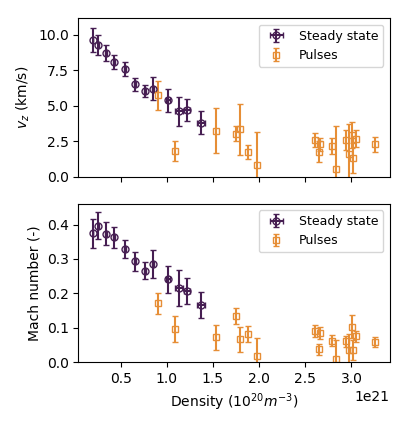 10.0
7.5
5.0
2.5
0.0
v_z (km/s)
Steady state
Pulses
0.4
0.3
0.2
0.1
0.0
Mach number (-)
Steady state
Pulses
0.5 1.0 1.5 2.0 2.5 3.0
1e21
Density (10^{20}m^{-3})